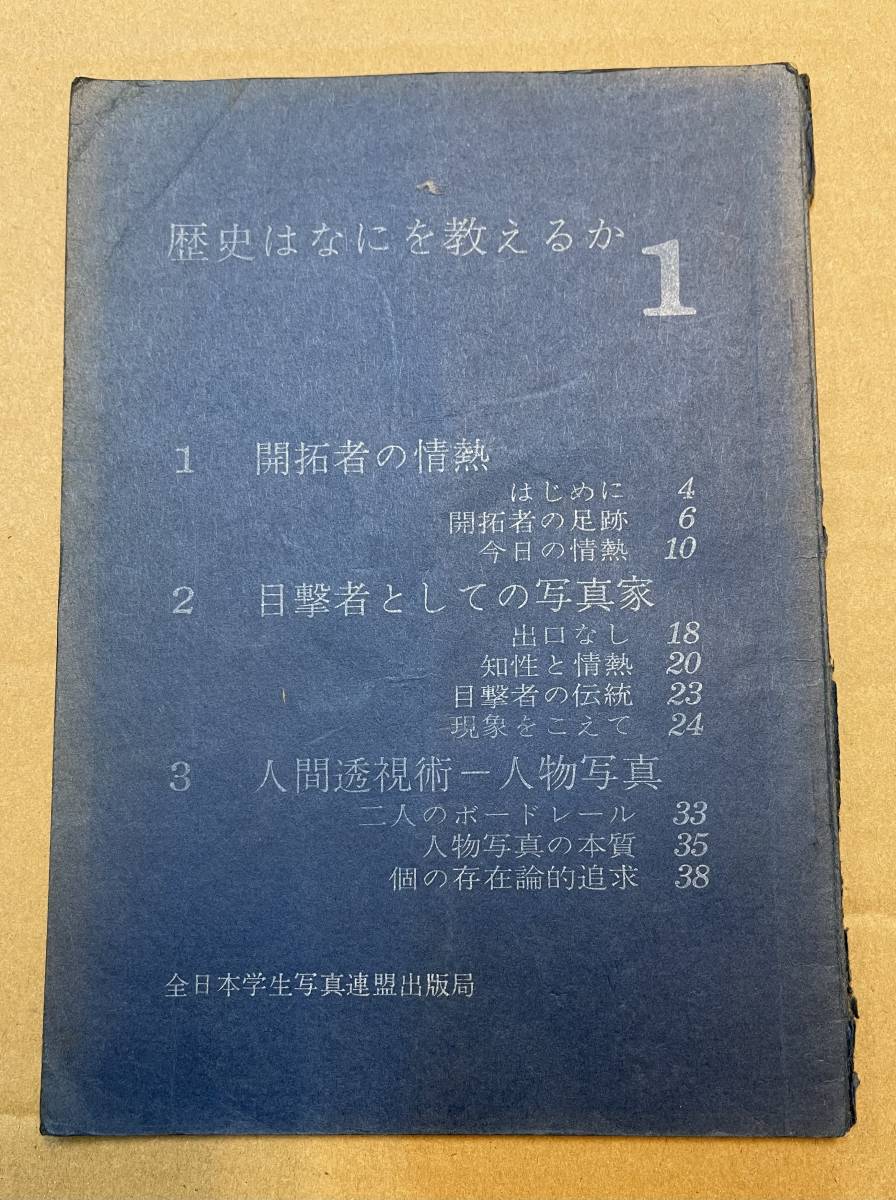 歴史はなにを教えるか 1
1 開拓者の情熱
はじめに 4
開拓者の足跡 6
今日の情熱 10
2 目撃者としての写真家
出口なし 18
知性と情熱 20
目撃者の伝統 23
現象をこえて 24
3 人間透視術－人物写真
二人のボードレール 33
人物写真の本質 35
個の存在論的追求 38
全日本学生写真連盟出版局